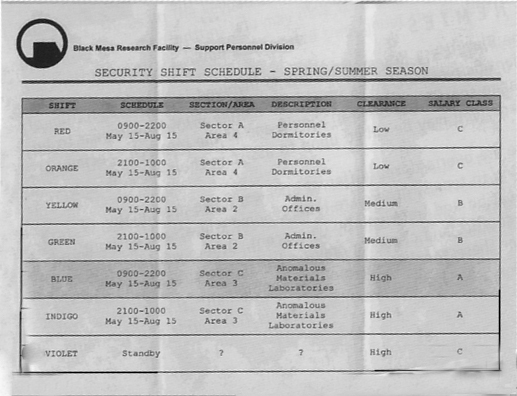 Black Mesa Research Facility — Support Personnel Division
SECURITY SHIFT SCHEDULE - SPRING/SUMMER SEASON
SHIFT SCHEDULE SECTION/AREA DESCRIPTION CLEARANCE SALARY CLASS
RED 0900-2200 May 15-Aug 15 Sector A Area 4 Personnel Dormitories Low C
ORANGE 2100-1000 May 15-Aug 15 Sector A Area 4 Personnel Dormitories Low C
YELLOW 0900-2200 May 15-Aug 15 Sector B Area 2 Admin. Offices Medium B
GREEN 2100-1000 May 15-Aug 15 Sector B Area 2 Admin. Offices Medium B
BLUE 0900-2200 May 15-Aug 15 Sector C Area 3 Anomalous Materials Laboratories High A
INDIGO 2100-1000 May 15-Aug 15 Sector C Area 3 Anomalous Materials Laboratories High A
VIOLET Standby ? ? High C